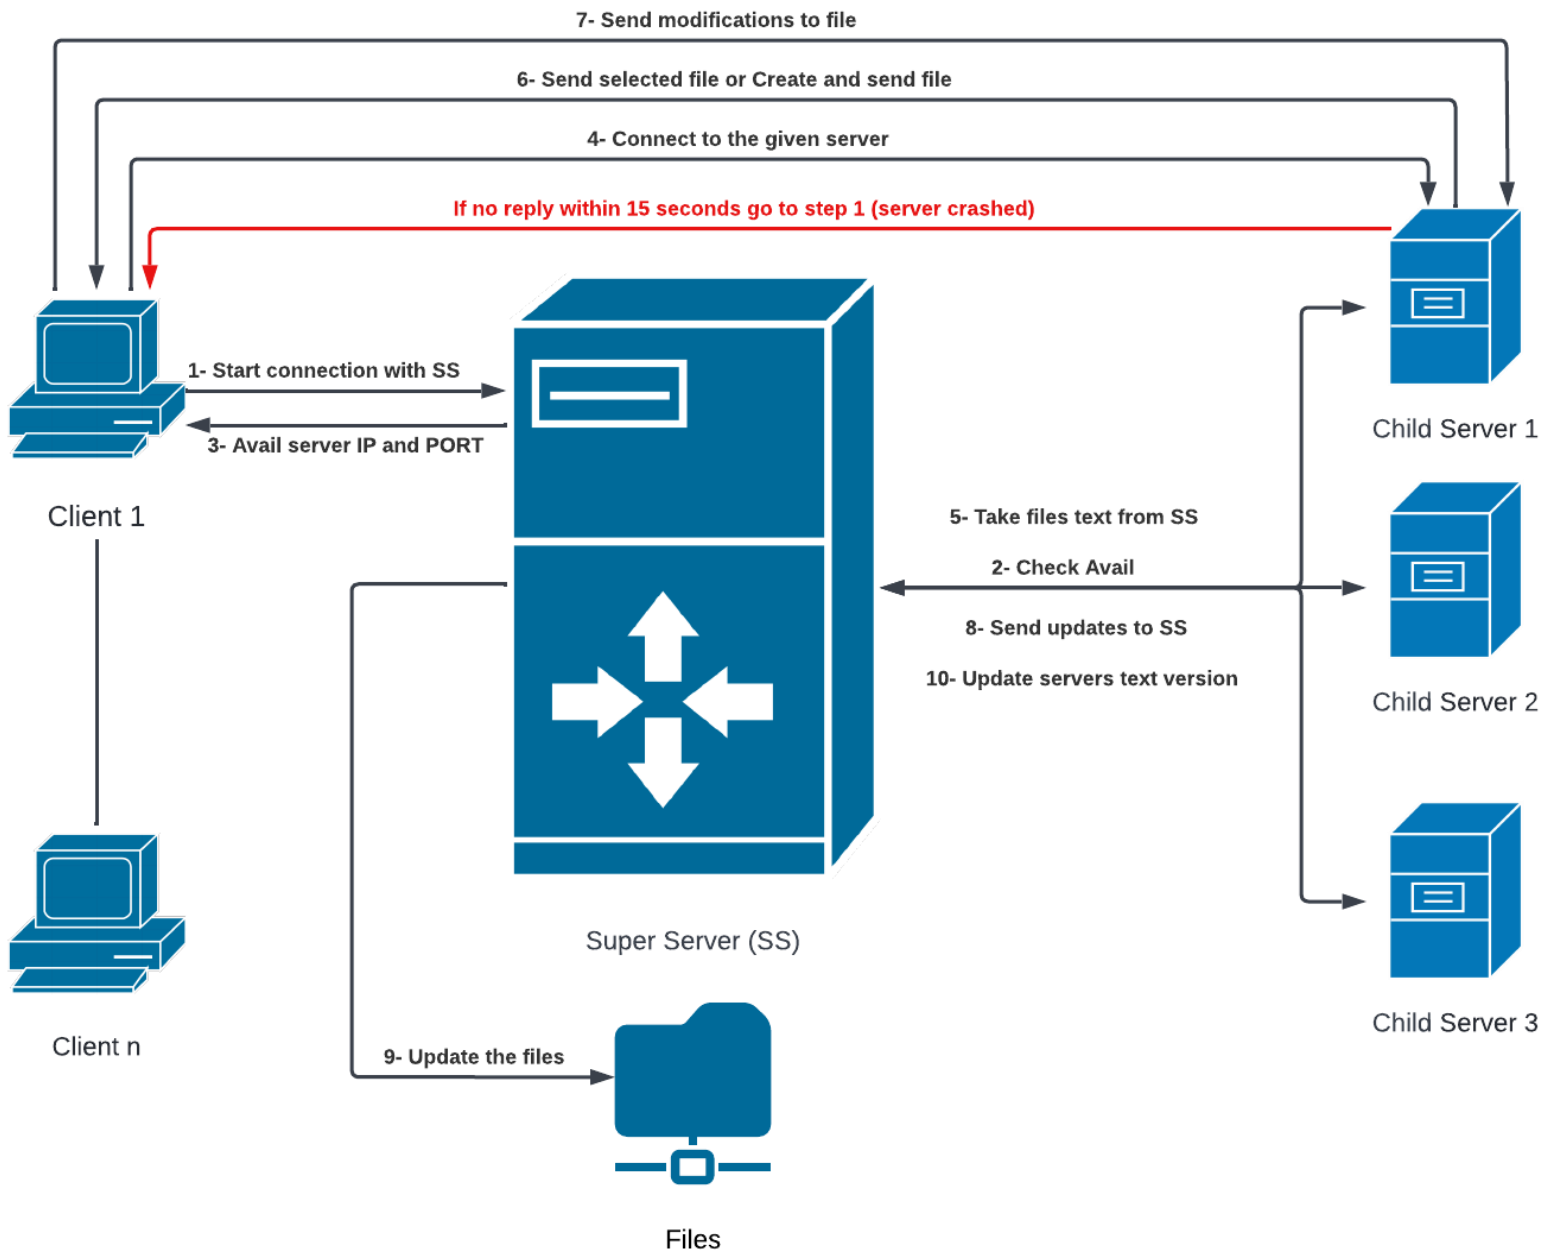 7- Send modifications to file
6- Send selected file or Create and send file
4- Connect to the given server
If no reply within 15 seconds go to step 1 (server crashed)
1- Start connection with SS
3- Avail server IP and PORT
Child Server 1
Client 1
5- Take files text from SS
2- Check Avail
8- Send updates to SS
10- Update servers text version
Child Server 2
Super Server (SS)
Child Server 3
Client n
9- Update the files
Files